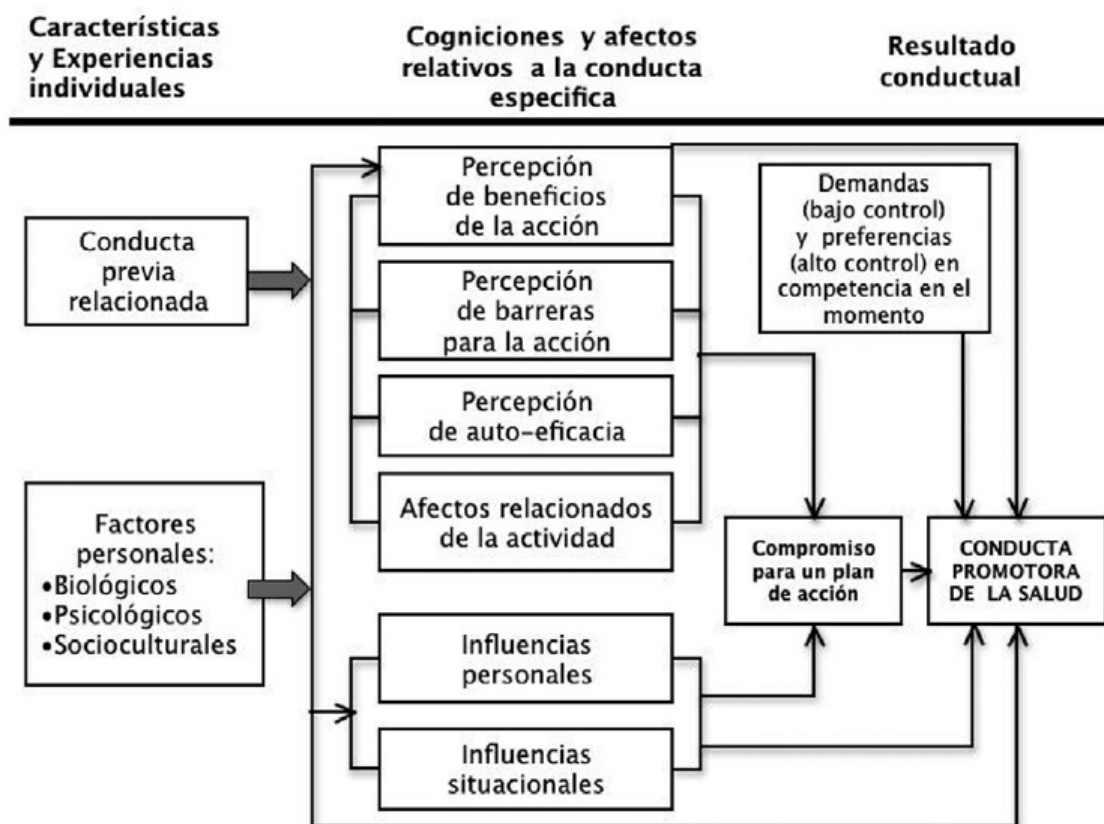 Características
y Experiencias
individuales
Cogniciones y afectos
relativos a la conducta
especifica
Resultado
conductual
Conducta
previa
relacionada
Factores
personales:
•Biológicos
•Psicológicos
•Socioculturales
Percepción
de beneficios
de la acción
Percepción
de barreras
para la acción
Percepción
de auto-eficacia
Afectos relacionados
de la actividad
Influencias
personales
Influencias
situacionales
Demandas
(bajo control)
y preferencias
(alto control) en
competencia en el
momento
Compromiso
para un plan
de acción
CONDUCTA
PROMOTORA
DE LA SALUD